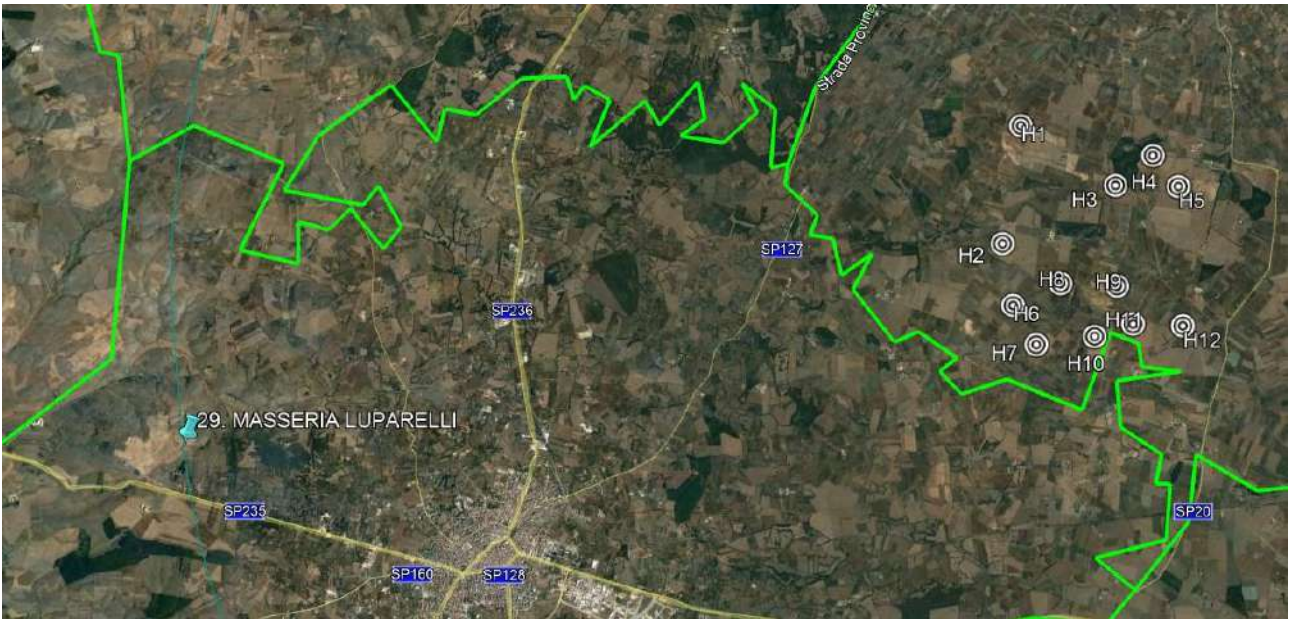 Strada Provinc
H1
H4
H3
H5
H2
SP127
H8
H9
SP236
H6
H11
H12
H7
H10
29. MASSERIA LUPARELLI
SP235
SP20
SP160
SP128